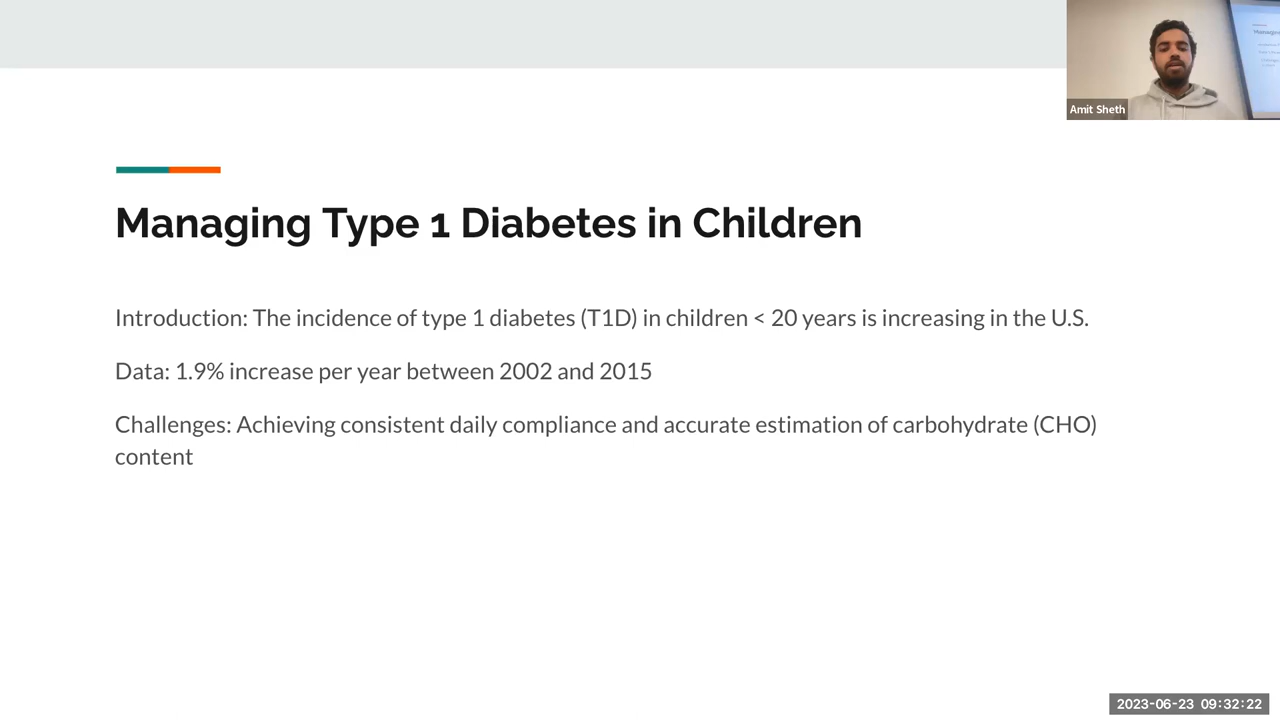 Amit Sheth
Managing Type 1 Diabetes in Children
Introduction: The incidence of type 1 diabetes (T1D) in children < 20 years is increasing in the U.S.
Data: 1.9% increase per year between 2002 and 2015
Challenges: Achieving consistent daily compliance and accurate estimation of carbohydrate (CHO)
content
2023-06-23 09:32:22